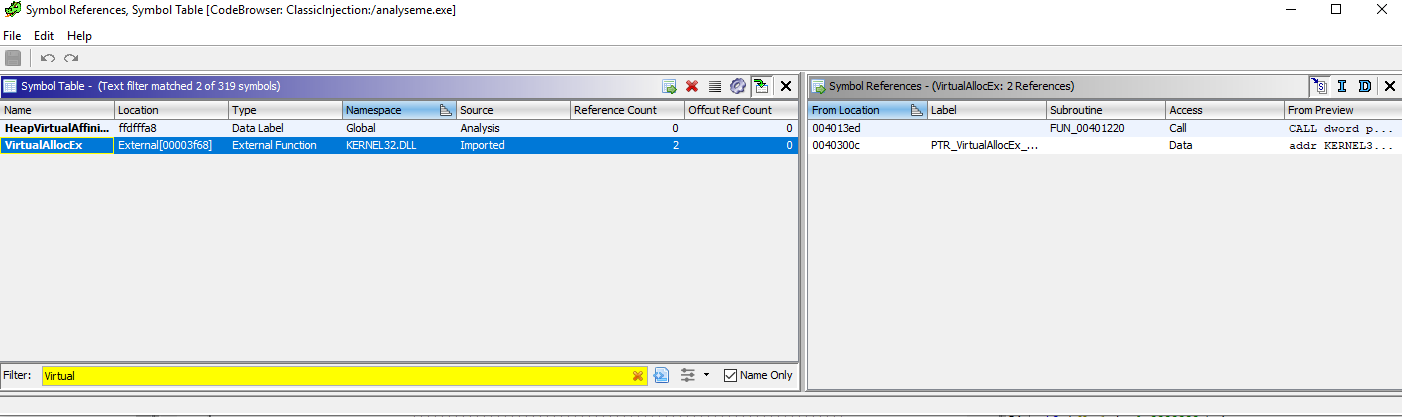 Symbol References, Symbol Table [CodeBrowser: ClassicInjection:/analyseme.exe]
File Edit Help
Symbol Table - (Text filter matched 2 of 319 symbols)
Name Location Type Namespace Source Reference Count Offcut Ref Count
HeapVirtualAffini... ffdfffa8 Data Label Global Analysis 0 0
VirtualAllocEx External[00003f68] External Function KERNEL32.DLL Imported 2 0
Filter: Virtual Name Only
Symbol References - (VirtualAllocEx: 2 References)
S I D
From Location Label Subroutine Access From Preview
004013ed FUN_00401220 Call CALL dword p...
0040300c PTR_VirtualAllocEx_... Data addr KERNEL3...